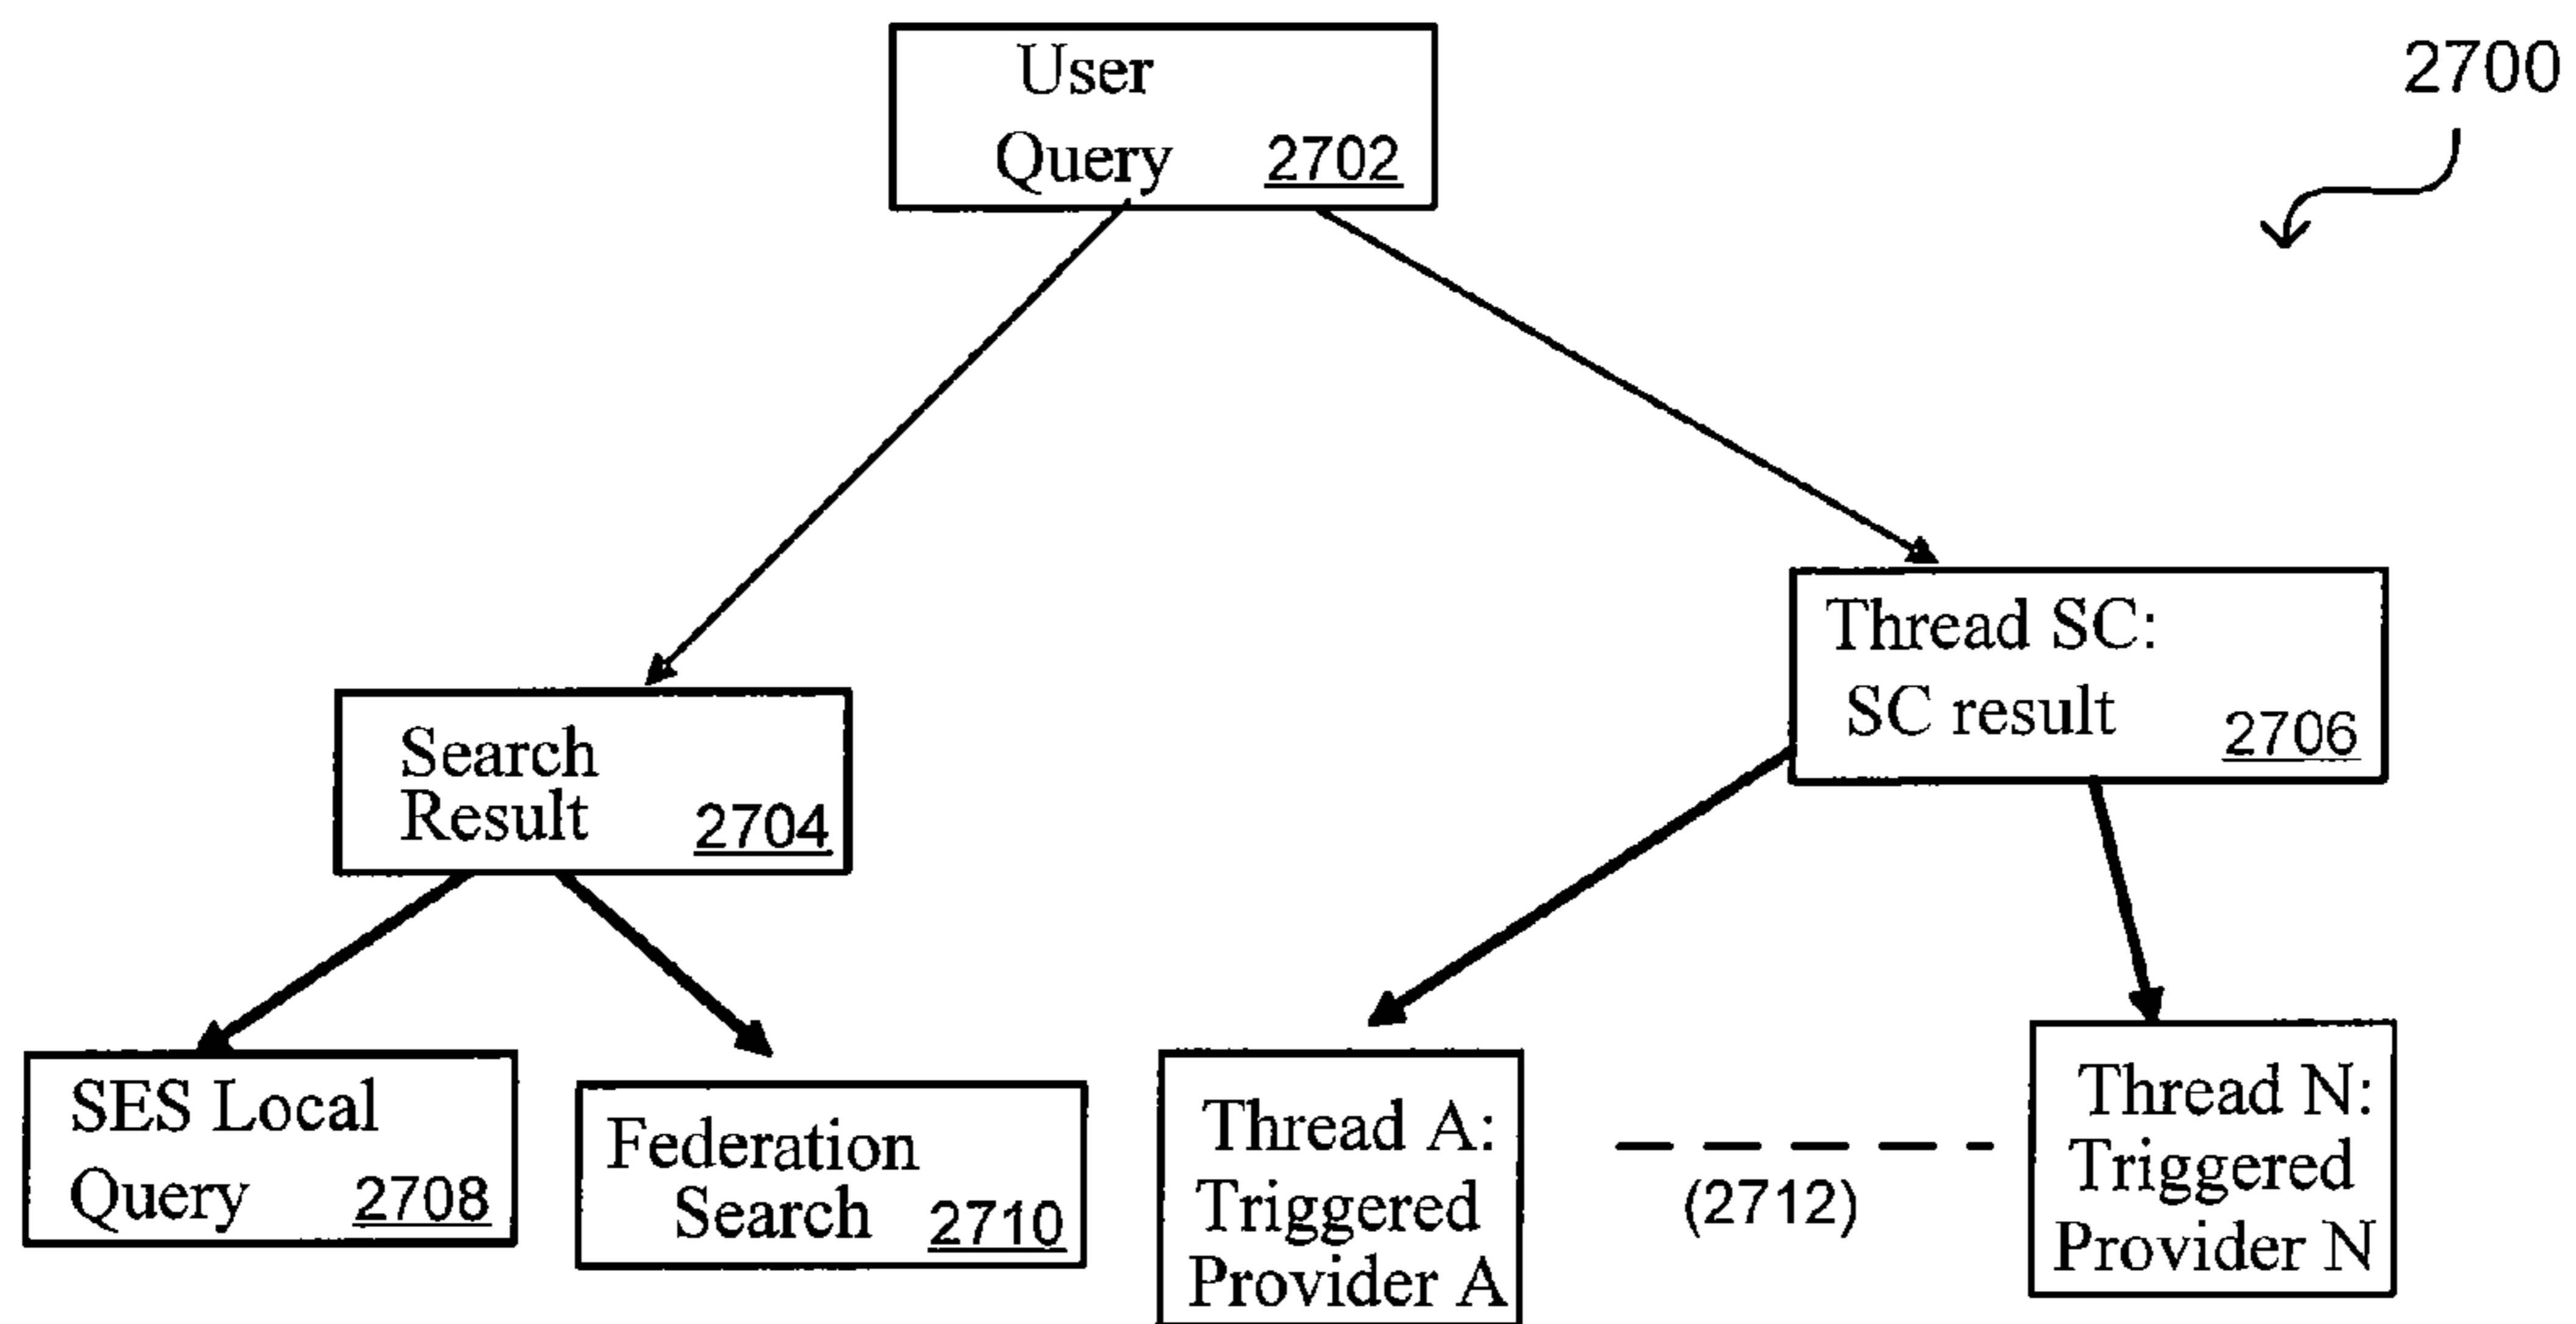 User
Query 2702
2700
Thread SC:
SC result 2706
Search
Result 2704
SES Local
Query 2708
Federation
Search 2710
Thread A:
Triggered
Provider A
(2712)
Thread N:
Triggered
Provider N